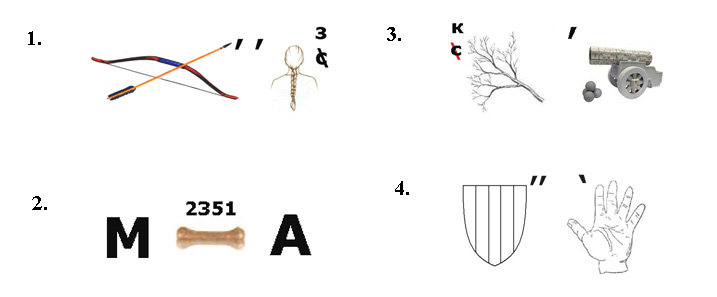 1. ′ ′ з с
3. к с ′
2. М 2351 А
4. ′′ ‵